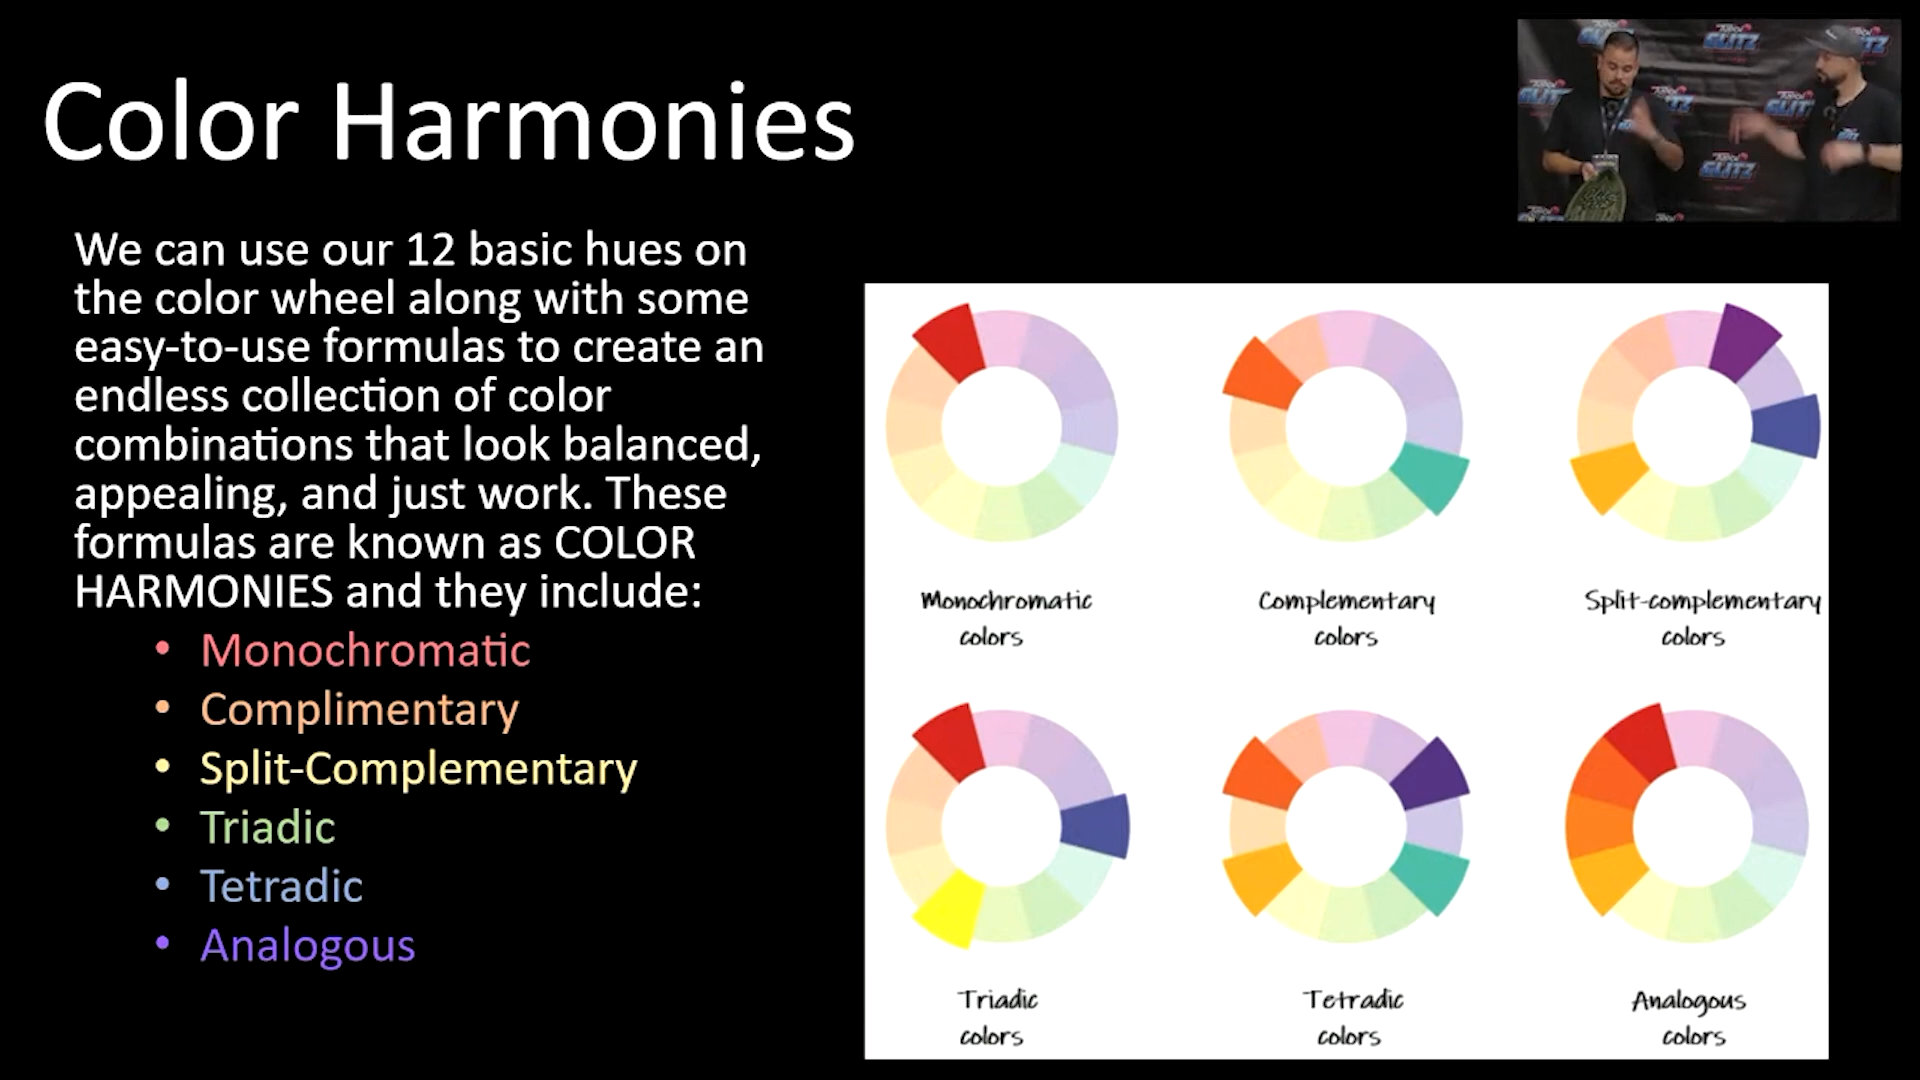 Color Harmonies
We can use our 12 basic hues on
the color wheel along with some
easy-to-use formulas to create an
endless collection of color
combinations that look balanced,
appealing, and just work. These
formulas are known as COLOR
HARMONIES and they include:
• Monochromatic
• Complimentary
• Split-Complementary
• Triadic
• Tetradic
• Analogous
Monochromatic
colors
Complementary
colors
Split-complementary
colors
Triadic
colors
Tetradic
colors
Analogous
colors
GLITZ
GLITZ
GLITZ